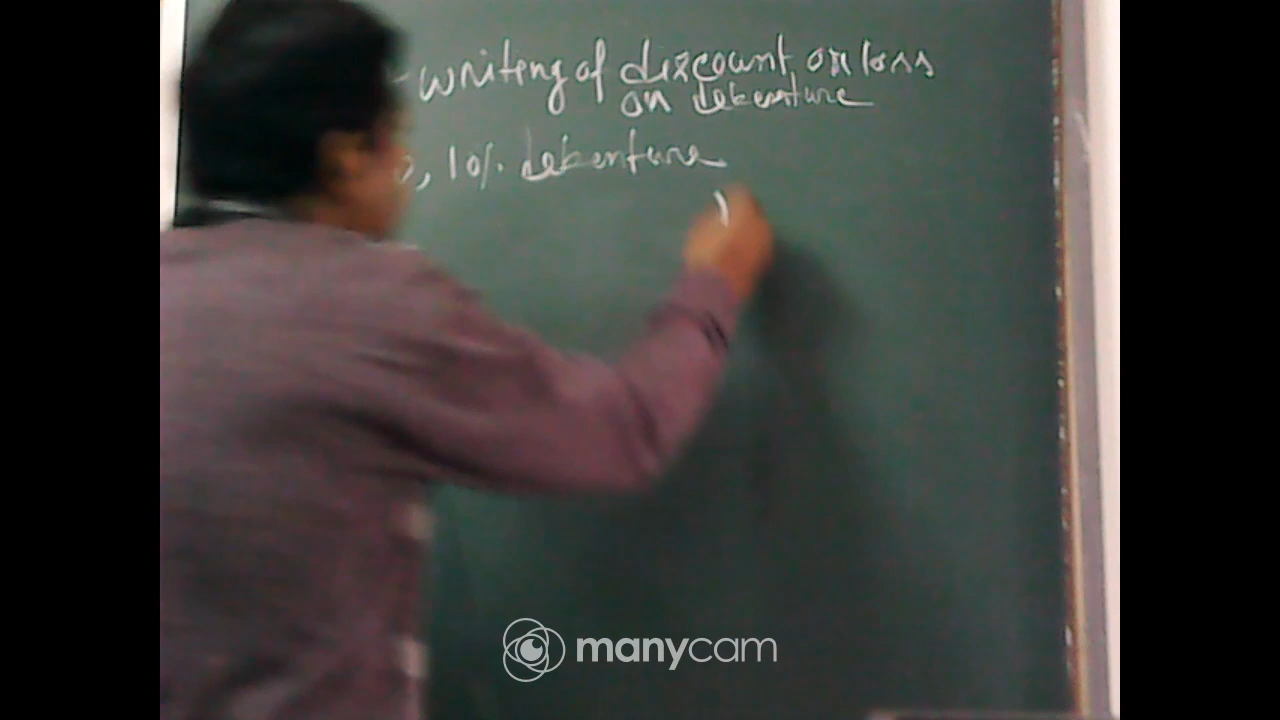 - writing of discount, or loss
on debenture
, 10% debenture
manycam